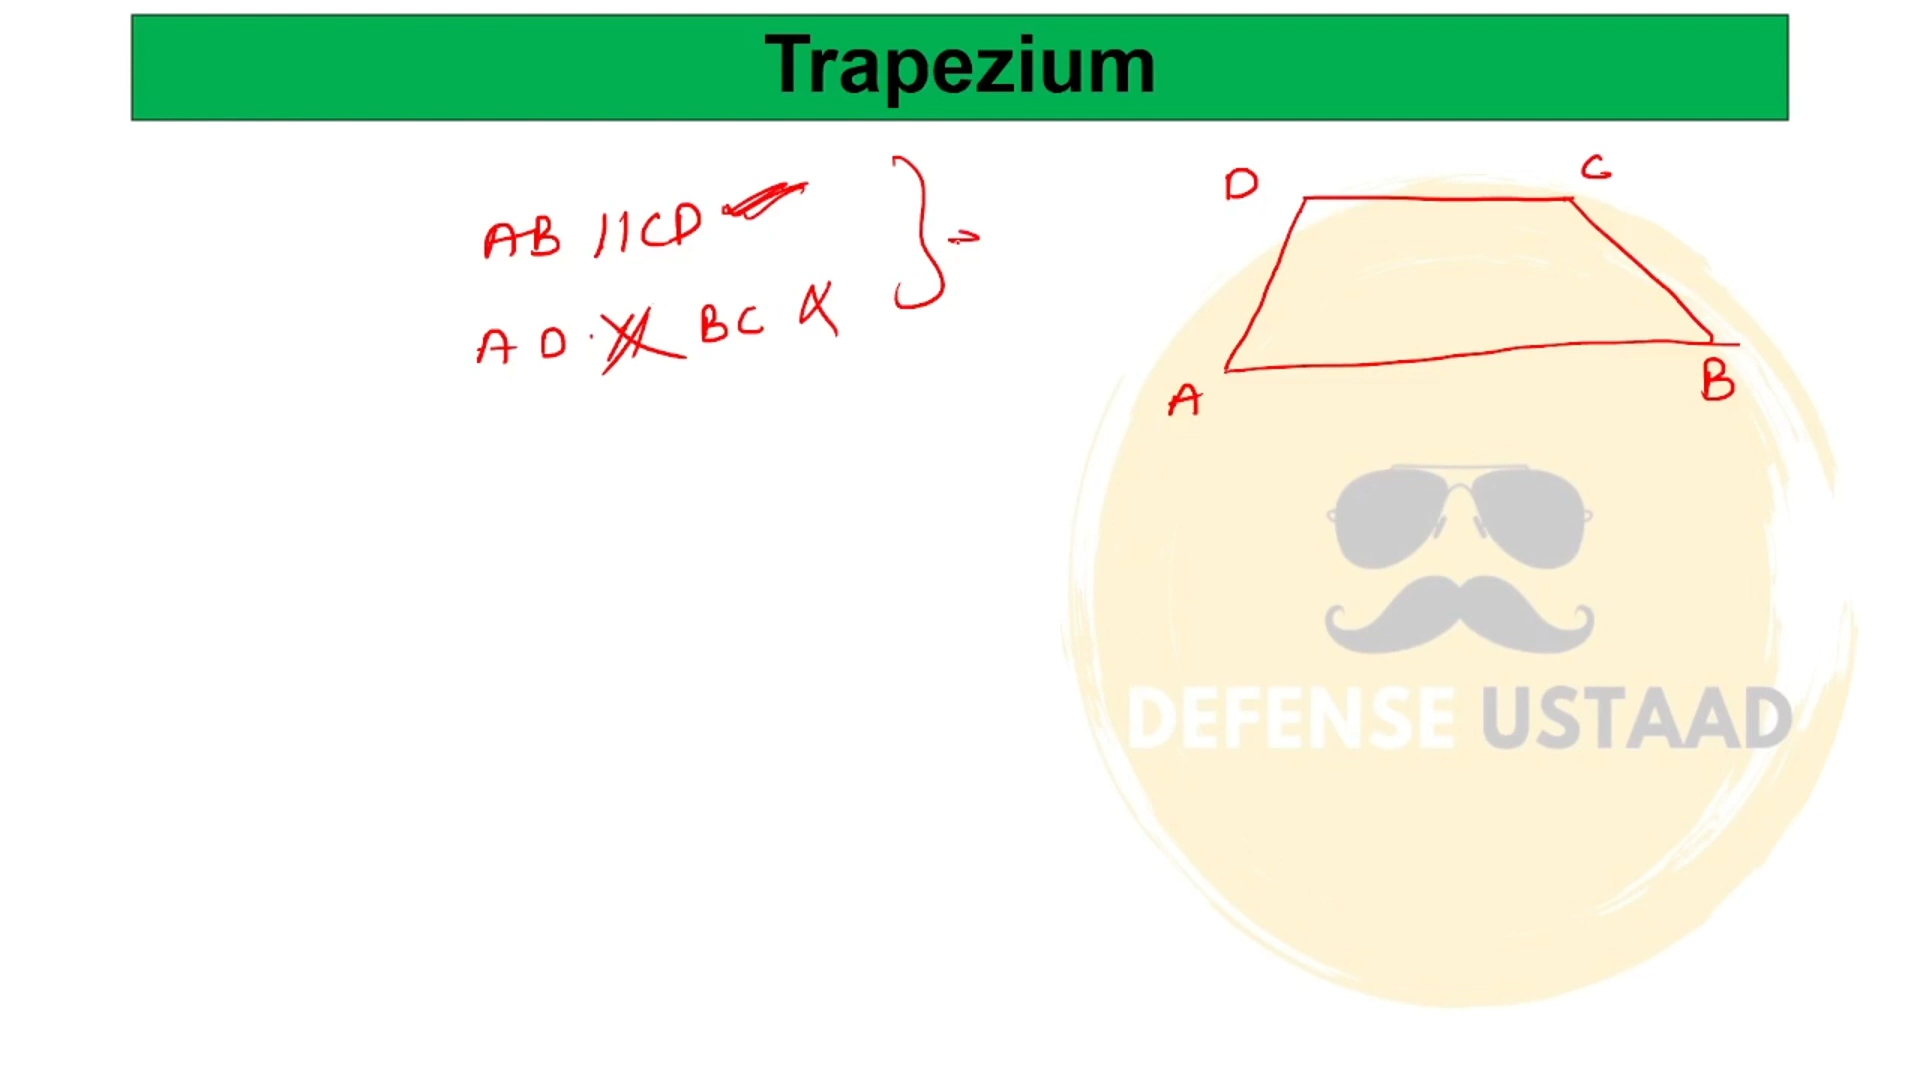 Trapezium
AB || CD
AD ∦ BC
D
C
A
B
DEFENSE USTAAD